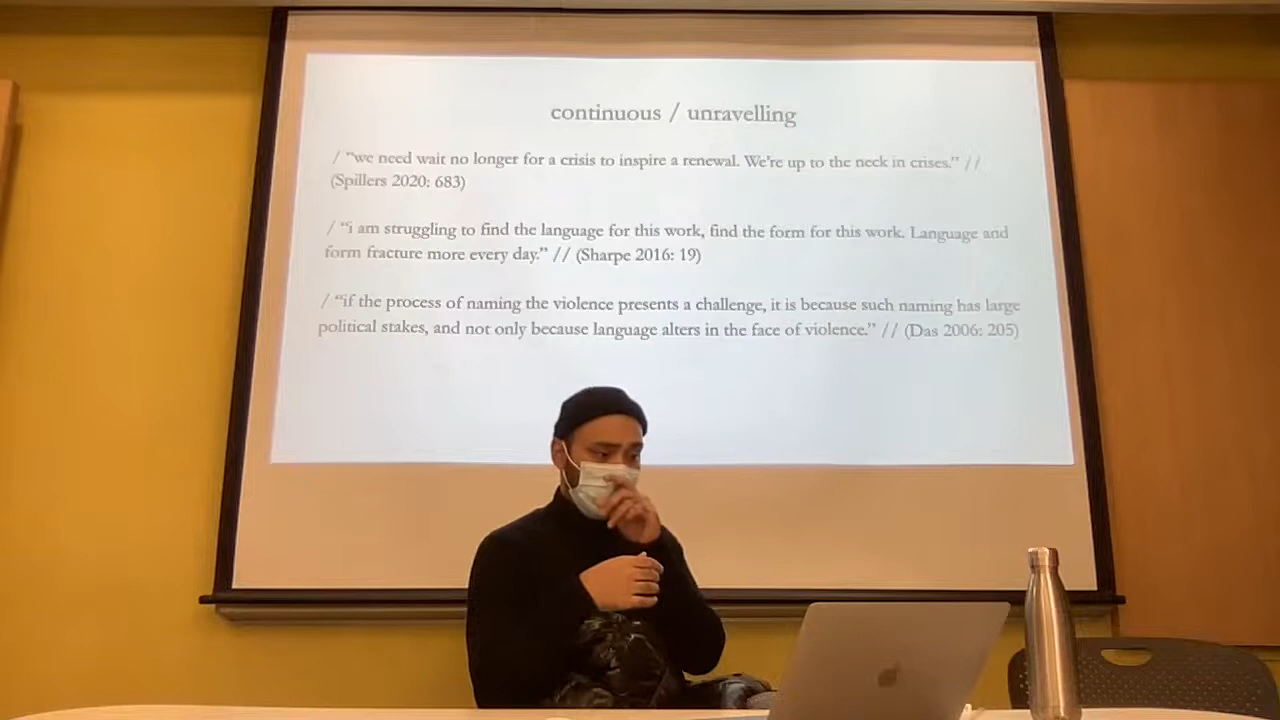 continuous / unravelling
/ “we need wait no longer for a crisis to inspire a renewal. We’re up to the neck in crises.” //
(Spillers 2020: 683)
/ “i am struggling to find the language for this work, find the form for this work. Language and
form fracture more every day.” // (Sharpe 2016: 19)
/ “if the process of naming the violence presents a challenge, it is because such naming has large
political stakes, and not only because language alters in the face of violence.” // (Das 2006: 205)